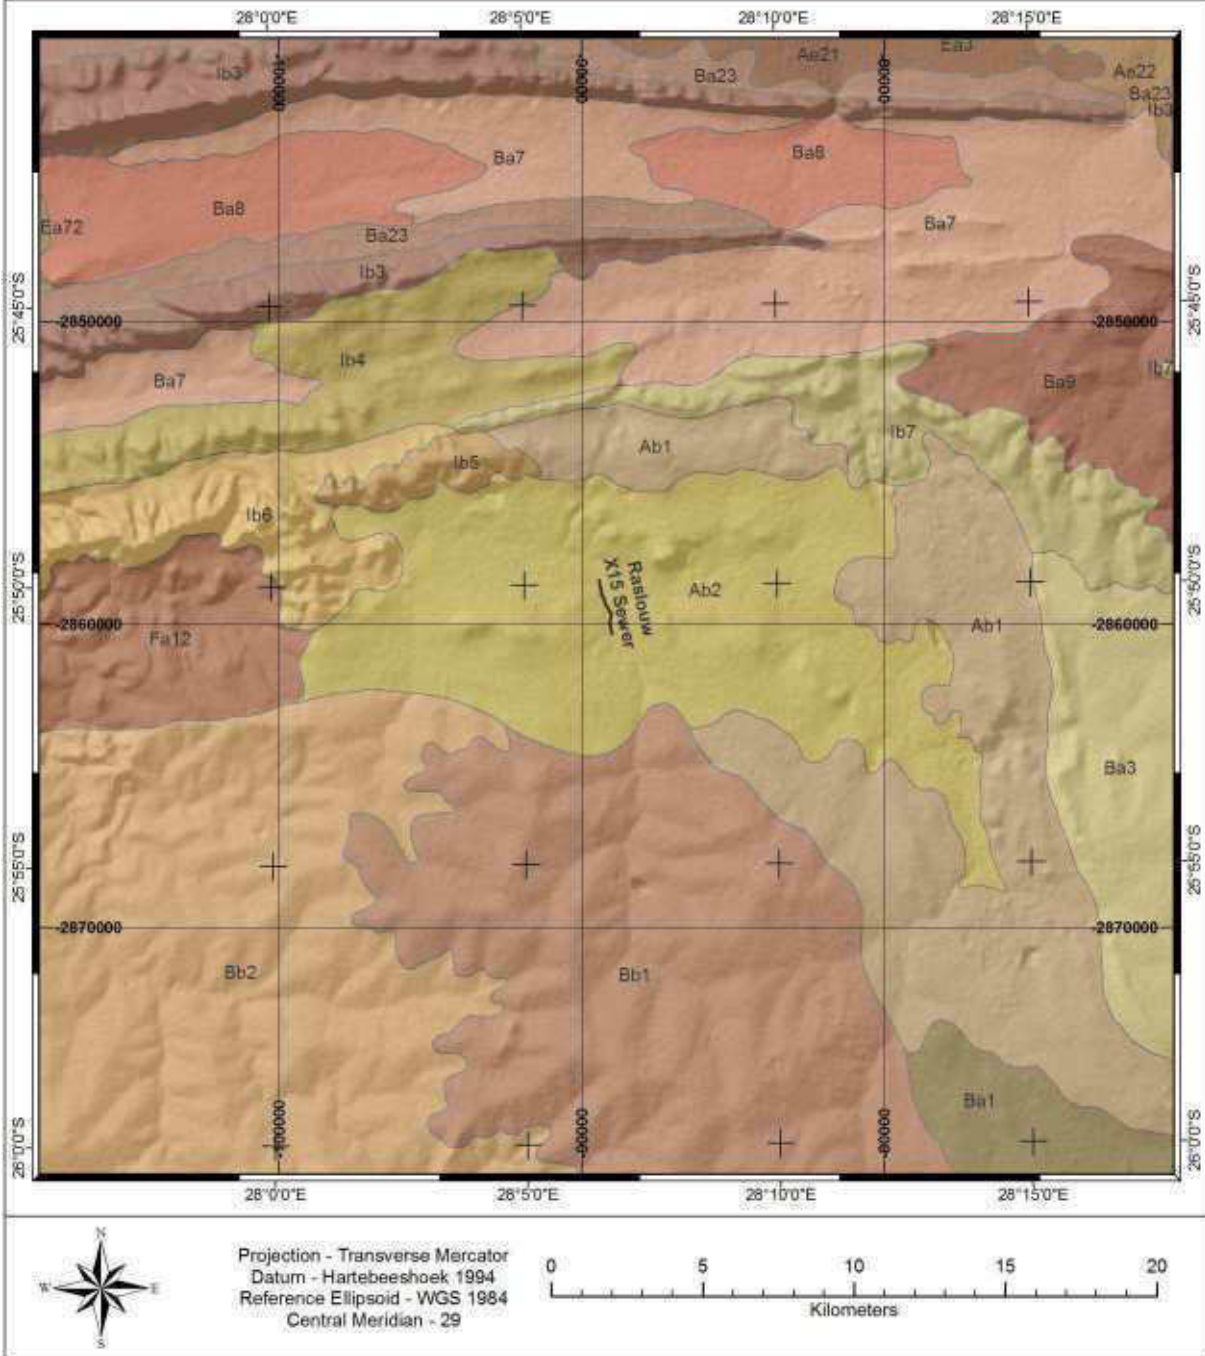 28°0'0"E 28°5'0"E 28°10'0"E 28°15'0"E
Ib3
Ba23
Ae21
Ea3
Ae22
Ba23
Ib3
Ba7
Ba8
Ba8
Ea72
Ba23
Ba7
Ib3
25°45'0"S
25°45'0"S
-2850000
-2850000
Ib4
Ba7
Ba9
Ib7
Ib7
Ab1
Ib5
Ib6
25°50'0"S
25°50'0"S
Raslouw
X15 Sewer
Ab2
-2860000
-2860000
Fa12
Ab1
Ba3
25°55'0"S
25°55'0"S
-2870000
-2870000
Bb2
Bb1
Ba1
-100000
-90000
-80000
26°0'0"S
26°0'0"S
28°0'0"E 28°5'0"E 28°10'0"E 28°15'0"E
N
W
E
S
Projection - Transverse Mercator
Datum - Hartebeeshoek 1994
Reference Ellipsoid - WGS 1984
Central Meridian - 29
0 5 10 15 20
Kilometers